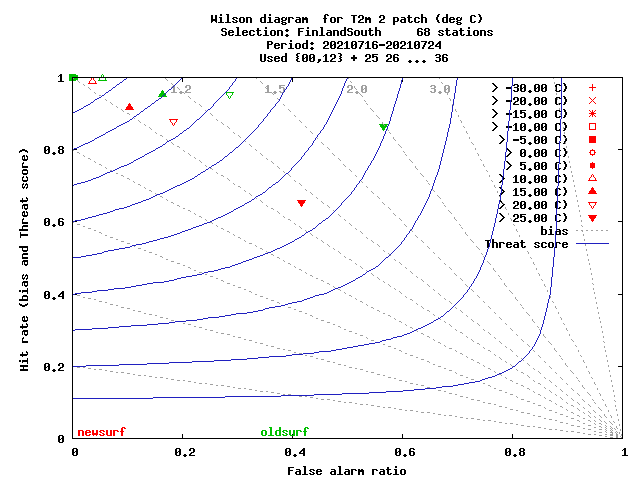 Wilson diagram  for T2m 2 patch (deg C)
Selection: FinlandSouth     68 stations
Period: 20210716-20210724
Used {00,12} + 25 26 ... 36
1
0.8
0.6
0.4
0.2
0
Hit rate (bias and Threat score)
1.2
1.5
2.0
3.0
> -30.00 C)
> -20.00 C)
> -15.00 C)
> -10.00 C)
> -5.00 C)
> 0.00 C)
> 5.00 C)
> 10.00 C)
> 15.00 C)
> 20.00 C)
> 25.00 C)
bias
Threat score
newsurf
oldsurf
0
0.2
0.4
0.6
0.8
1
False alarm ratio